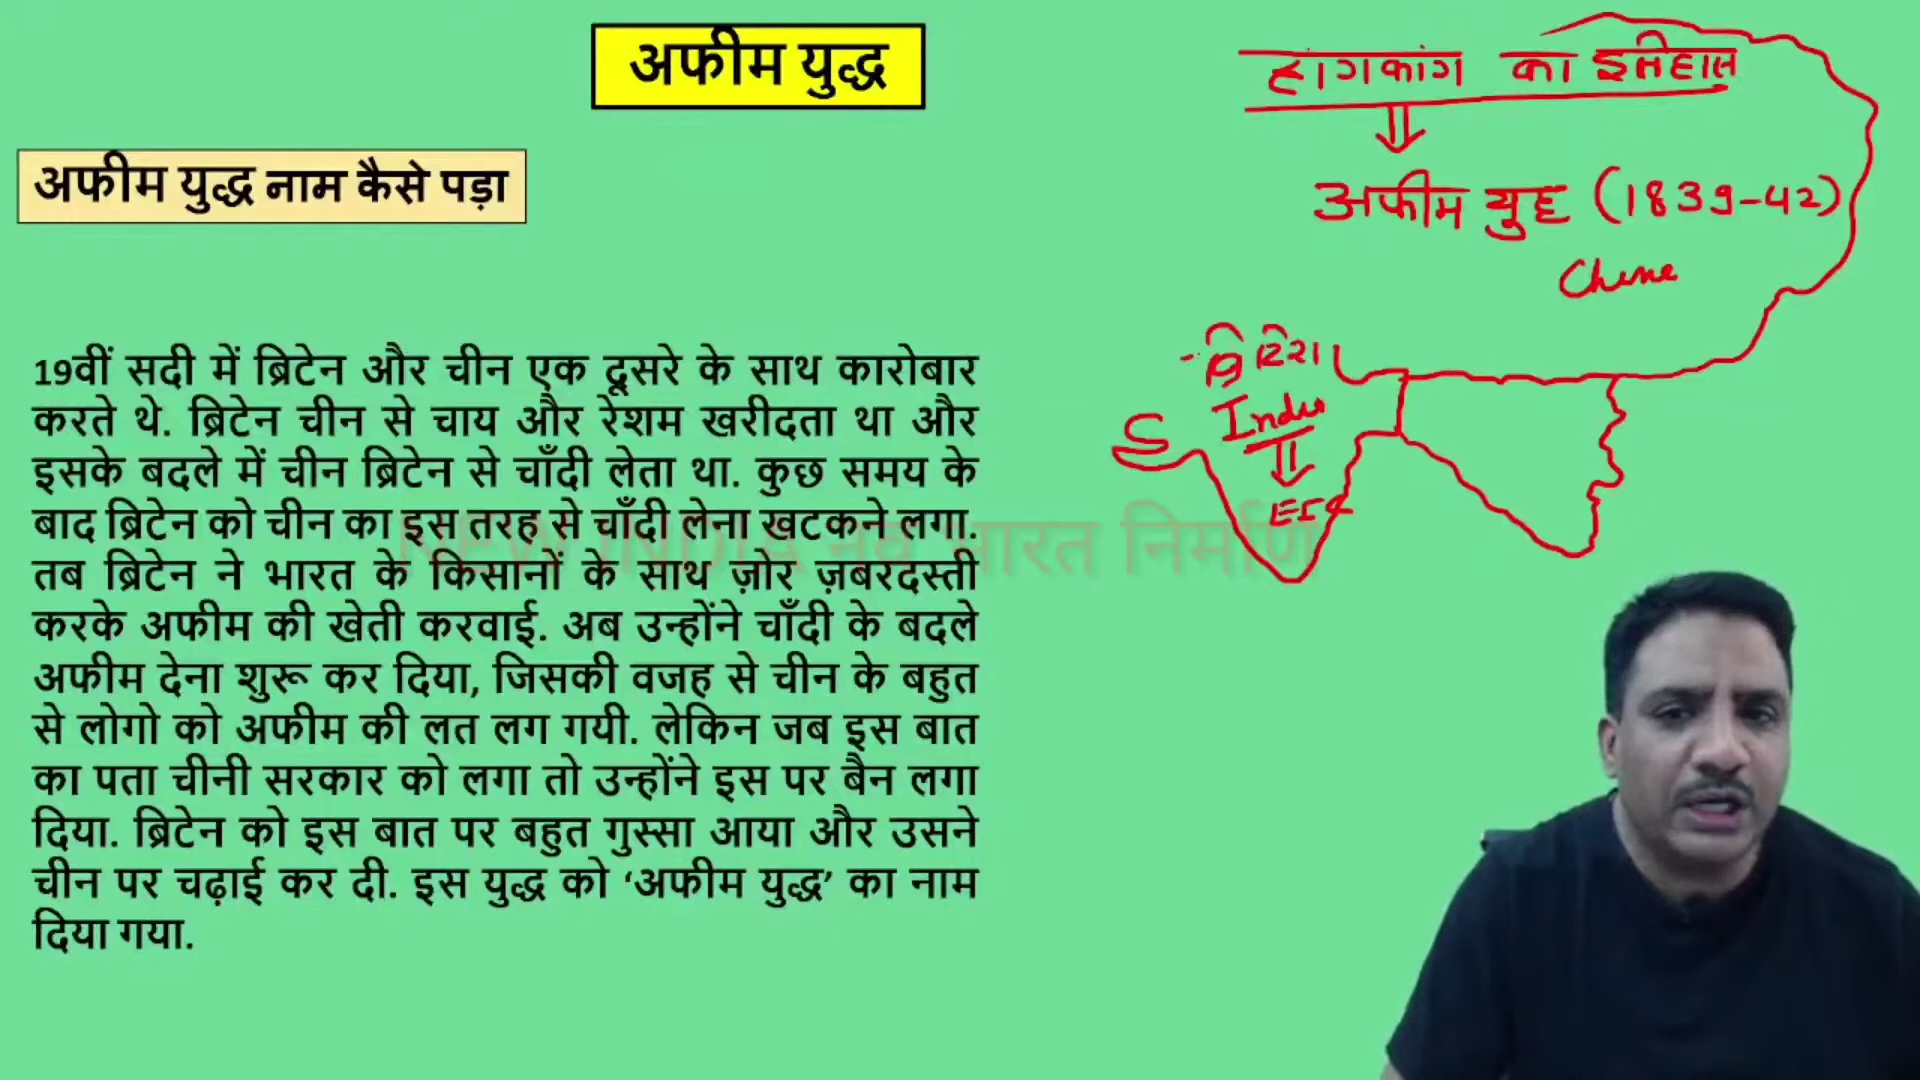 अफीम युद्ध
हांगकांग का इतिहास
अफीम युद्ध नाम कैसे पड़ा
अफीम युद्ध (1839-42)
19वीं सदी में ब्रिटेन और चीन एक दूसरे के साथ कारोबार
करते थे. ब्रिटेन चीन से चाय और रेशम खरीदता था और
इसके बदले में चीन ब्रिटेन से चाँदी लेता था. कुछ समय के
बाद ब्रिटेन को चीन का इस तरह से चाँदी लेना खटकने लगा.
तब ब्रिटेन ने भारत के किसानों के साथ ज़ोर ज़बरदस्ती
करके अफीम की खेती करवाई. अब उन्होंने चाँदी के बदले
अफीम देना शुरू कर दिया, जिसकी वजह से चीन के बहुत
से लोगो को अफीम की लत लग गयी. लेकिन जब इस बात
का पता चीनी सरकार को लगा तो उन्होंने इस पर बैन लगा
दिया. ब्रिटेन को इस बात पर बहुत गुस्सा आया और उसने
चीन पर चढ़ाई कर दी. इस युद्ध को ‘अफीम युद्ध’ का नाम
दिया गया.
NEW INDIA नव भारत निर्माण